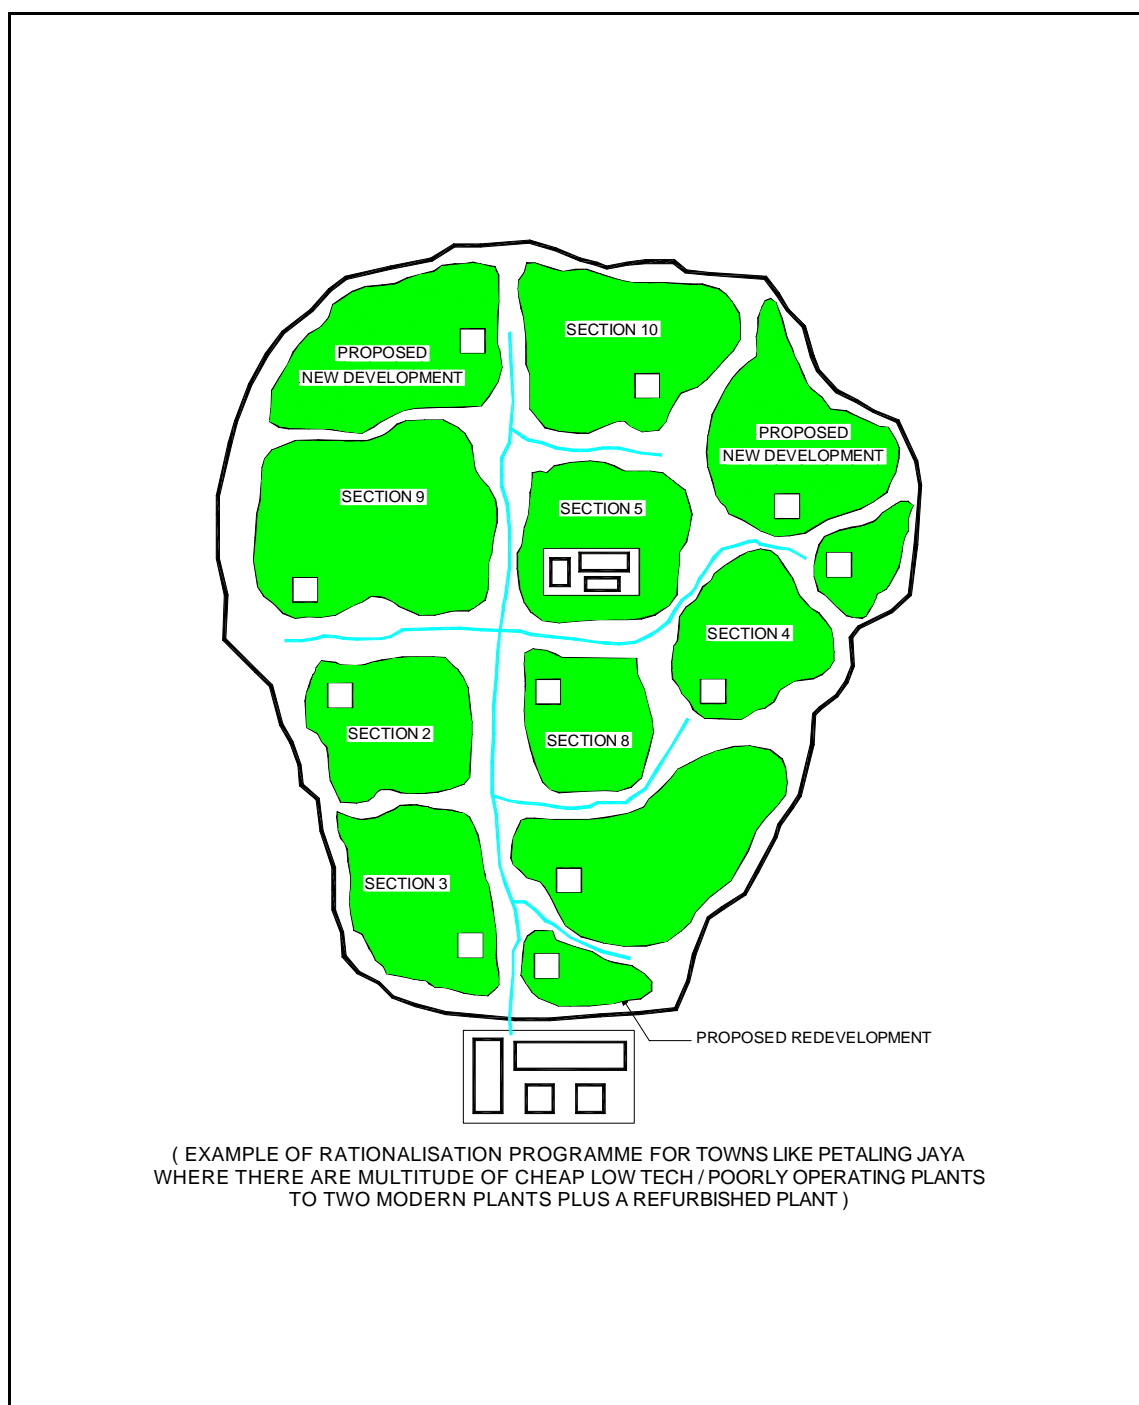 SECTION 10
PROPOSED
NEW DEVELOPMENT
PROPOSED
NEW DEVELOPMENT
SECTION 9
SECTION 5
SECTION 4
SECTION 2
SECTION 8
SECTION 3
PROPOSED REDEVELOPMENT
( EXAMPLE OF RATIONALISATION PROGRAMME FOR TOWNS LIKE PETALING JAYA
WHERE THERE ARE MULTITUDE OF CHEAP LOW TECH / POORLY OPERATING PLANTS
TO TWO MODERN PLANTS PLUS A REFURBISHED PLANT )